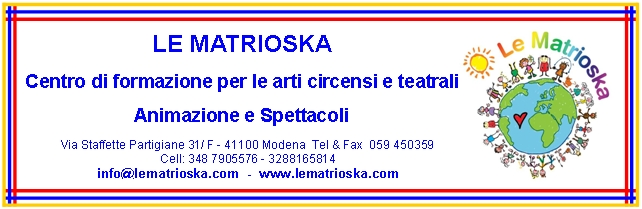 LE MATRIOSKA
Centro di formazione per le arti circensi e teatrali
Animazione e Spettacoli
Via Staffette Partigiane 31/ F - 41100 Modena Tel & Fax 059 450359
Cell: 348 7905576 - 3288165814
info@lematrioska.com - www.lematrioska.com
Le Matrioska